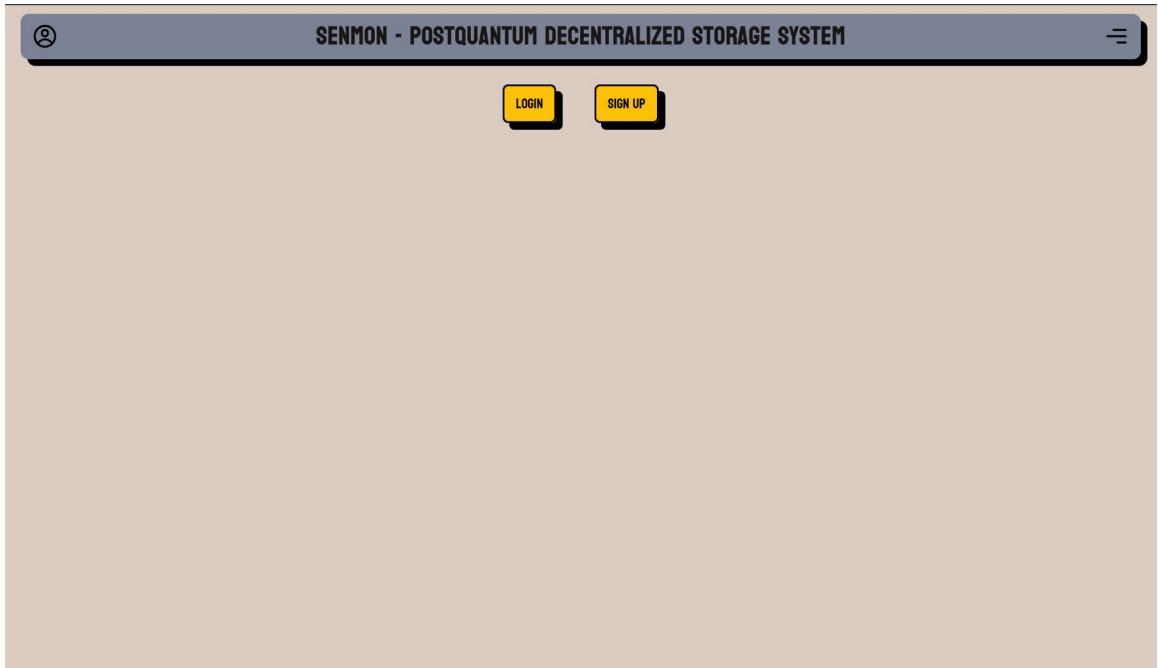 SENMON - POSTQUANTUM DECENTRALIZED STORAGE SYSTEM
LOGIN SIGN UP